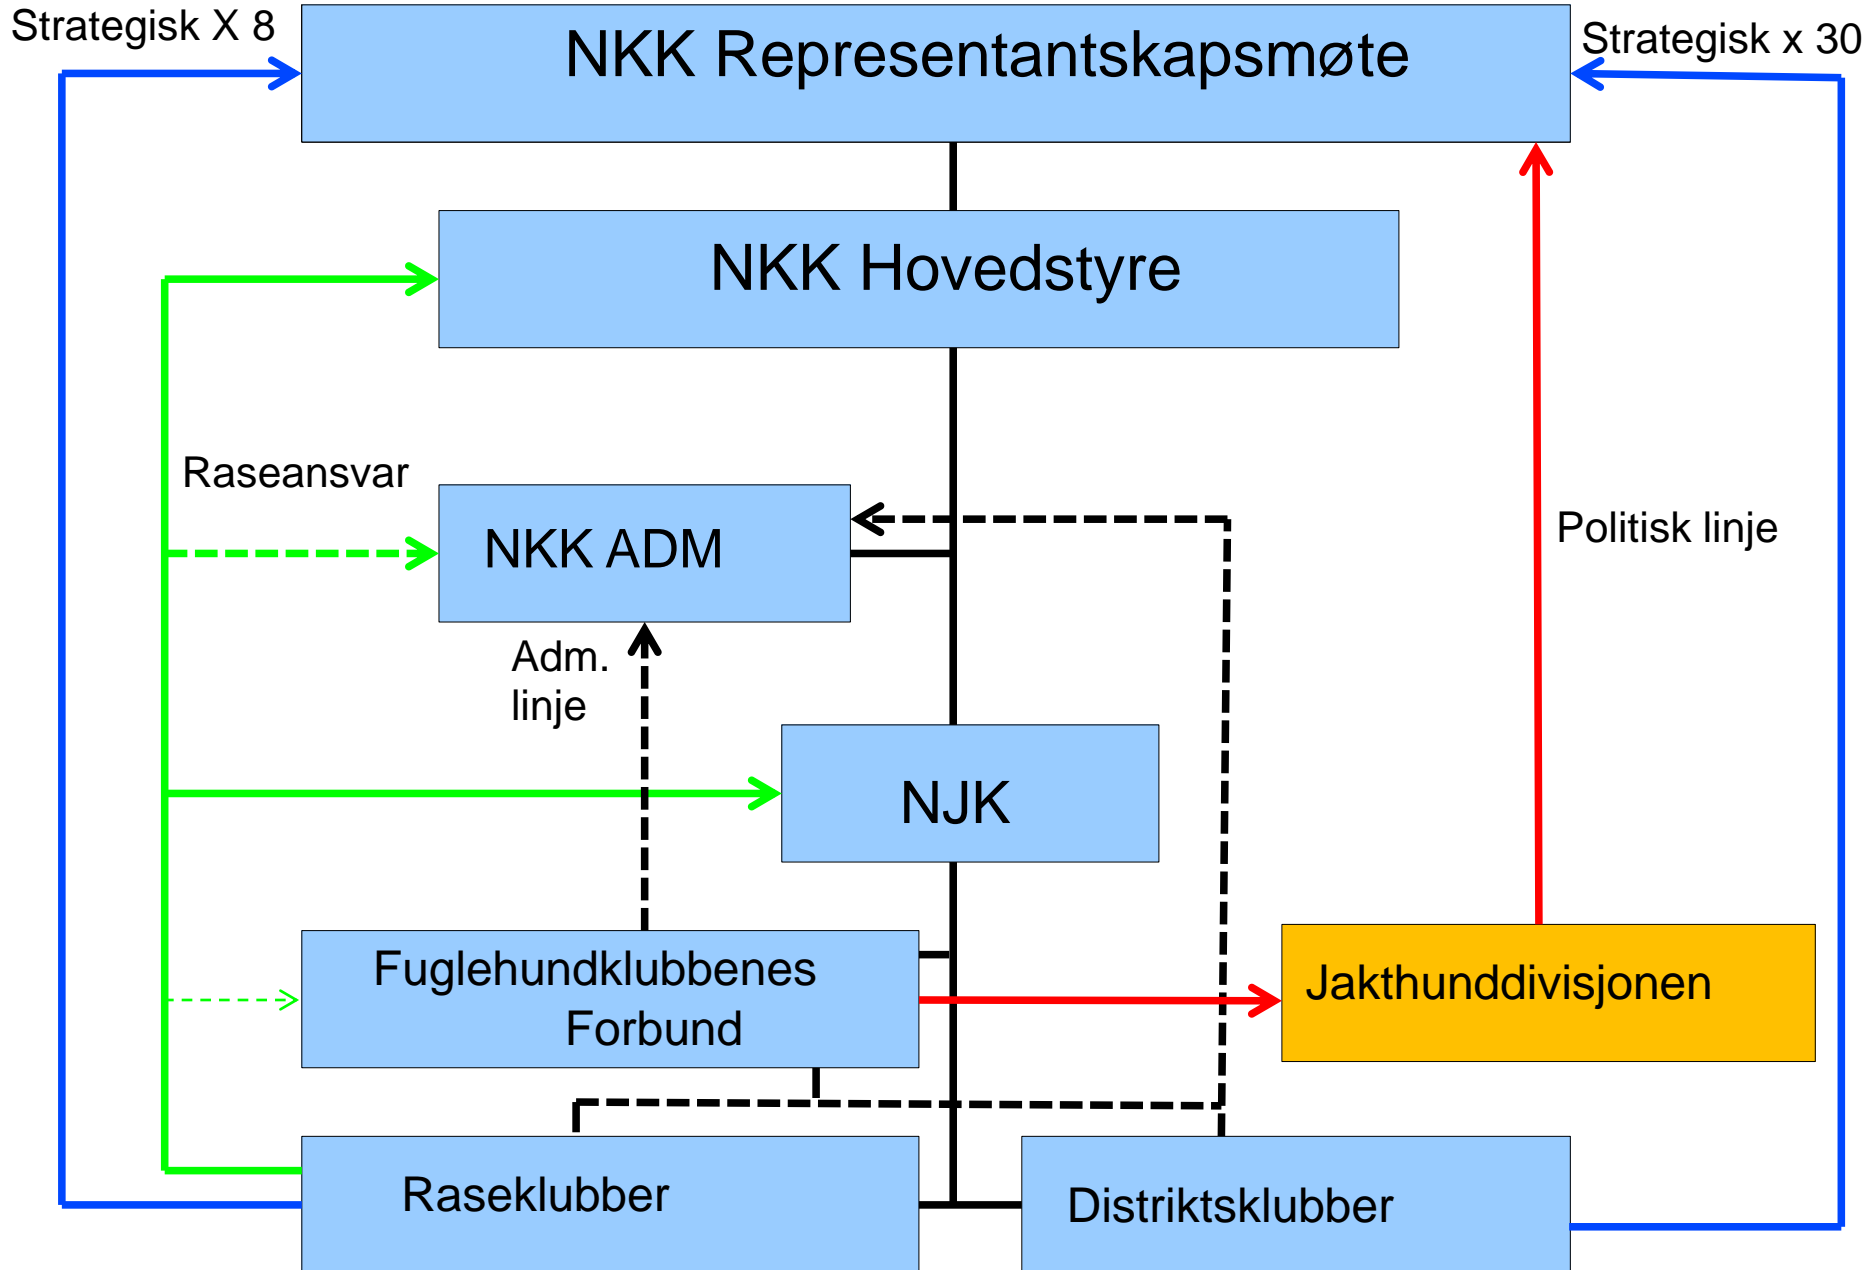 Strategisk X 8
NKK Representantskapsmøte
Strategisk x 30
NKK Hovedstyre
Raseansvar
NKK ADM
Politisk linje
Adm.
linje
NJK
Fuglehundklubbenes
Forbund
Jakthunddivisjonen
Raseklubber
Distriktsklubber